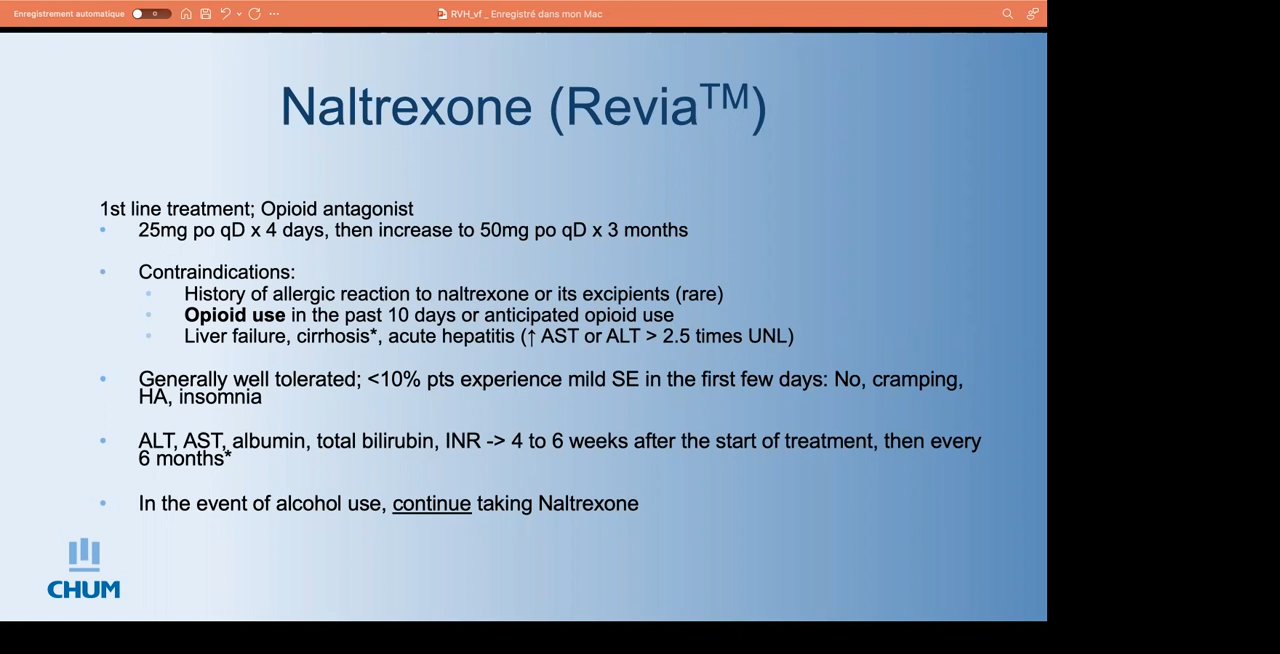 Enregistrement automatique
RVH_vf _ Enregistré dans mon Mac
Naltrexone (Revia™)
1st line treatment; Opioid antagonist
• 25mg po qD x 4 days, then increase to 50mg po qD x 3 months
• Contraindications:
• History of allergic reaction to naltrexone or its excipients (rare)
• Opioid use in the past 10 days or anticipated opioid use
• Liver failure, cirrhosis*, acute hepatitis (↑ AST or ALT > 2.5 times UNL)
• Generally well tolerated; <10% pts experience mild SE in the first few days: No, cramping,
HA, insomnia
• ALT, AST, albumin, total bilirubin, INR -> 4 to 6 weeks after the start of treatment, then every
6 months*
• In the event of alcohol use, continue taking Naltrexone
CHUM